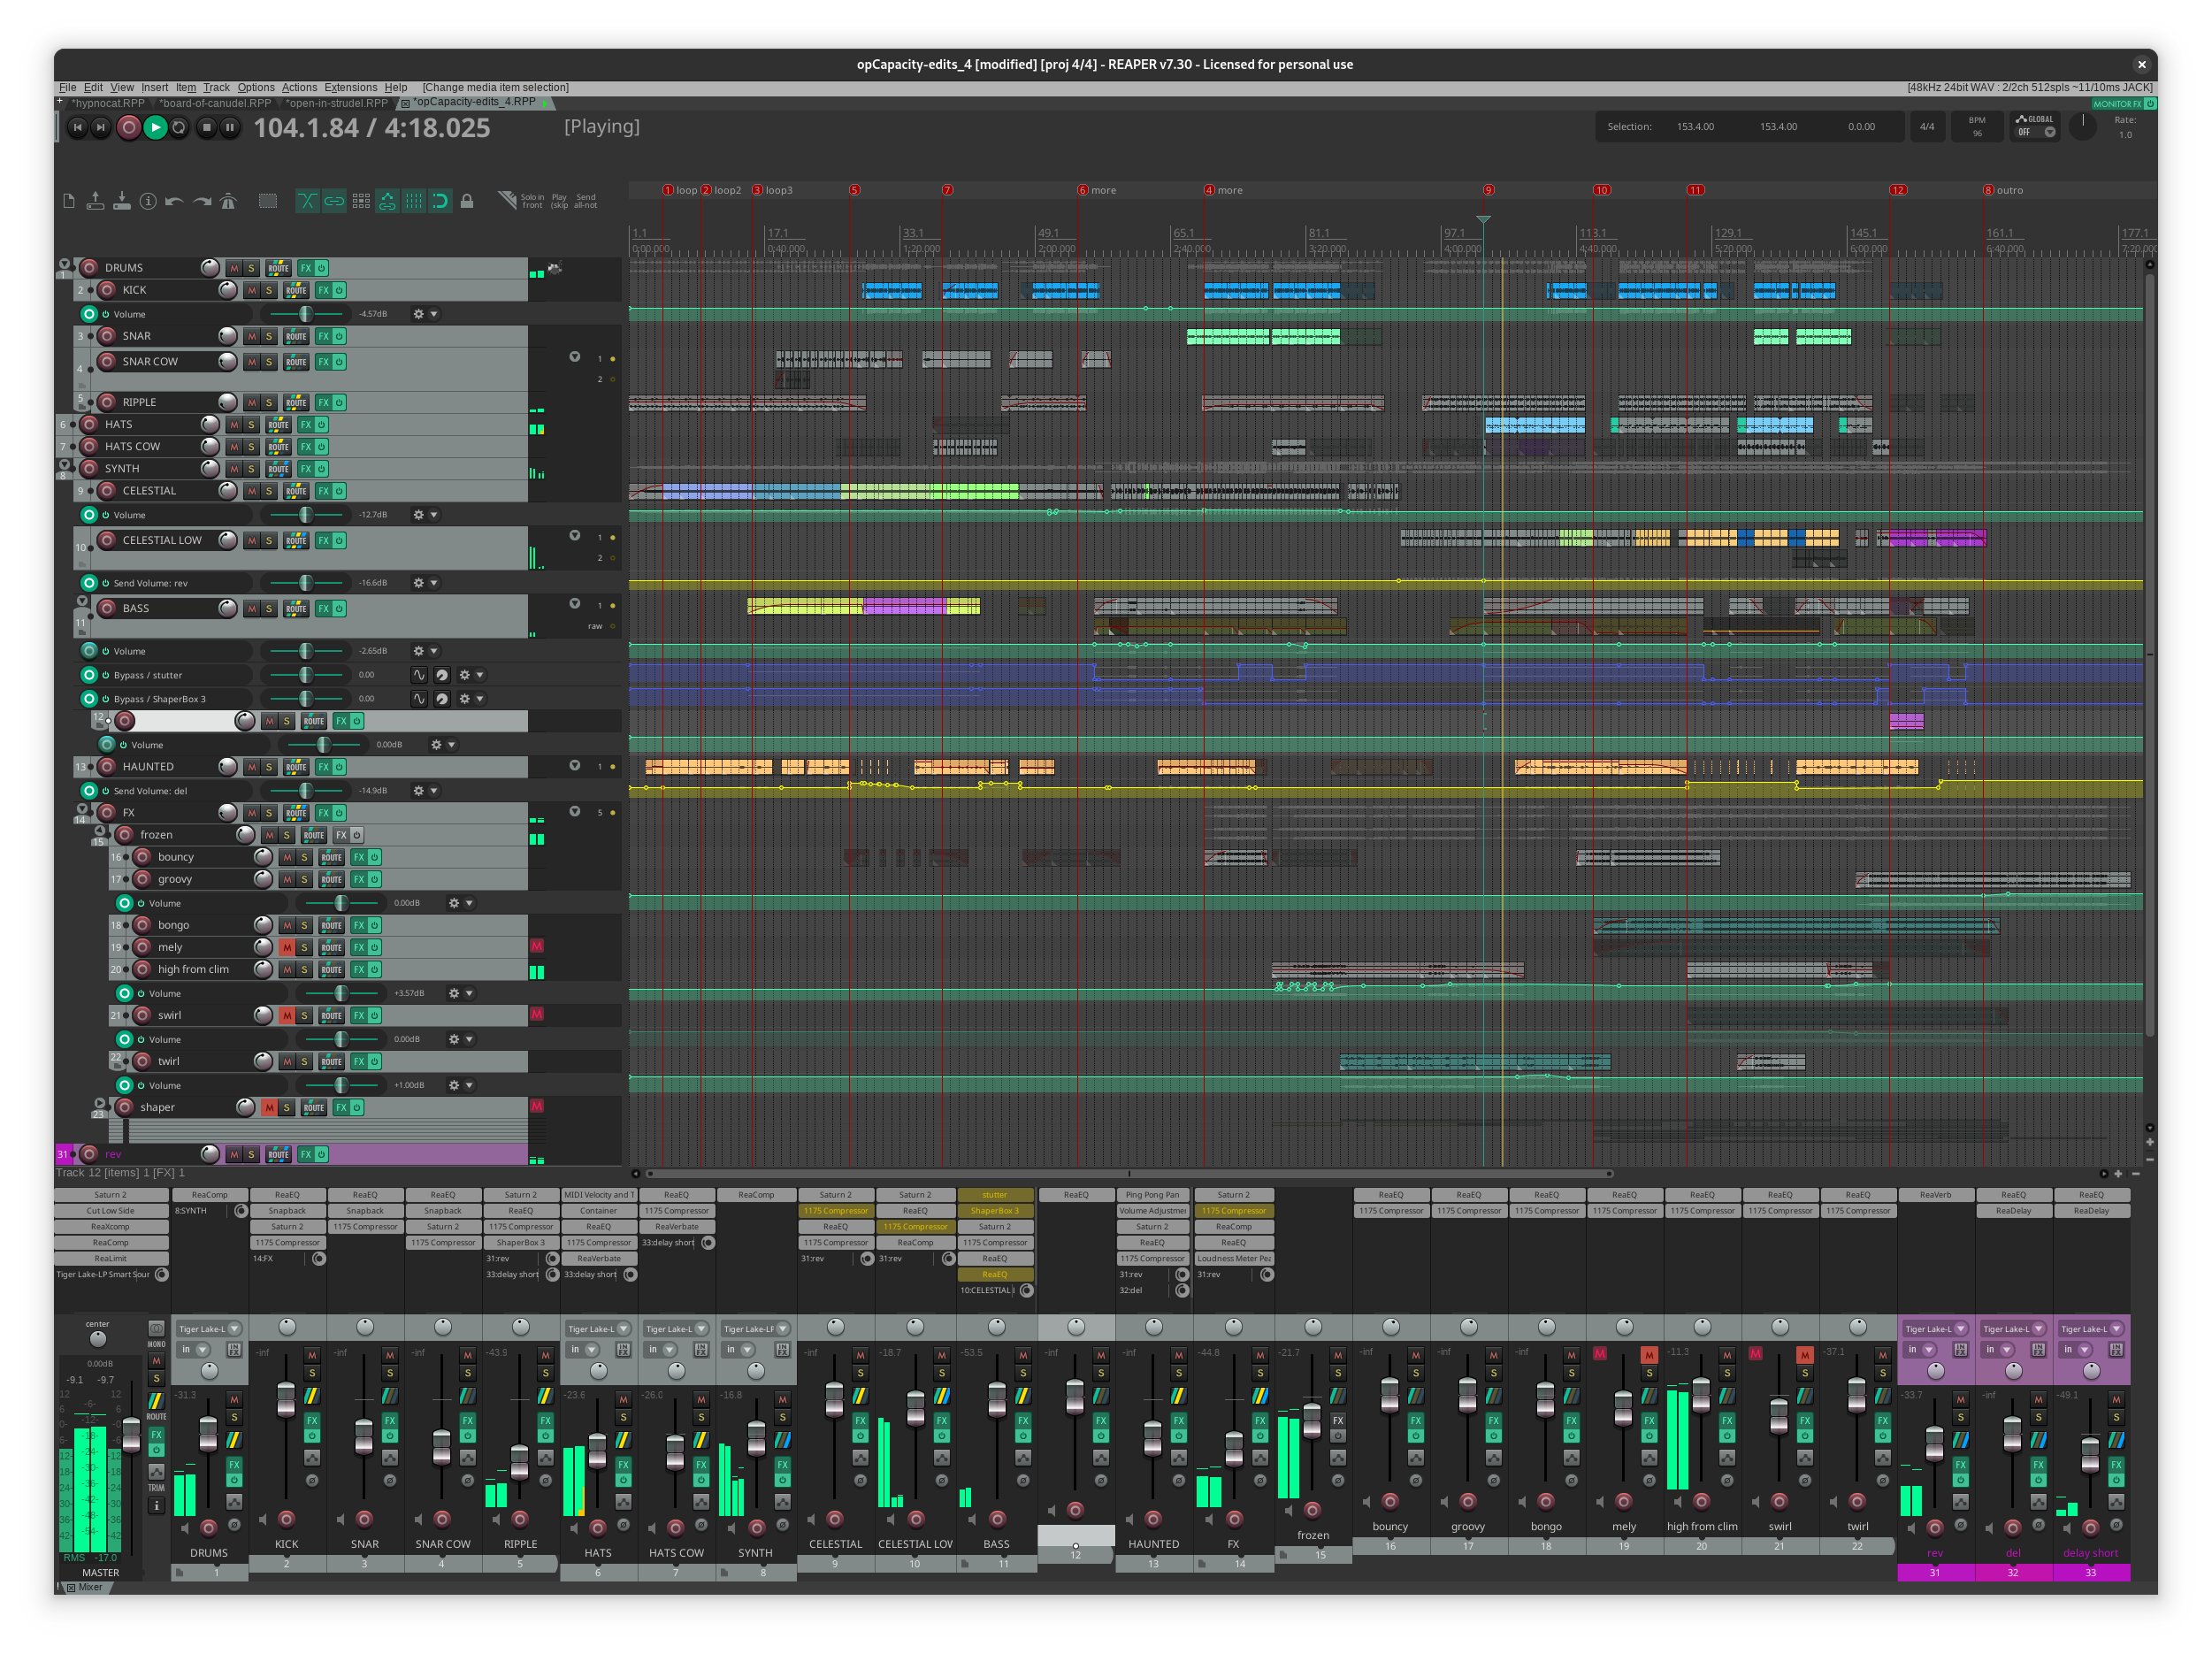 opCapacity-edits_4 [modified] [proj 4/4] - REAPER v7.30 - Licensed for personal use
File Edit View Insert Item Track Options Actions Extensions Help [Change media item selection] [48kHz 24bit WAV : 2/2ch 512spls ~11/10ms JACK]
*hypnocat.RPP *board-of-canudel.RPP *open-in-strudel.RPP *opCapacity-edits_4.RPP MONITOR FX
104.1.84 / 4:18.025 [Playing] Selection: 153.4.00 153.4.00 0.0.00 4/4 BPM 96 GLOBAL OFF Rate: 1.0
Solo in front Play (skip Send all-not
1 loop 2 loop2 3 loop3 5 7 6 more 4 more 9 10 11 12 8 outro
1.1 17.1 33.1 49.1 65.1 81.1 97.1 113.1 129.1 145.1 161.1 177.1
0:00.000 0:40.000 1:20.000 2:00.000 2:40.000 3:20.000 4:00.000 4:40.000 5:20.000 6:00.000 6:40.000 7:20.000
1 DRUMS M S ROUTE FX
2 KICK M S ROUTE FX
Volume -4.57dB
3 SNAR M S ROUTE FX
4 SNAR COW M S ROUTE FX 1
2
5 RIPPLE M S ROUTE FX
6 HATS M S ROUTE FX
7 HATS COW M S ROUTE FX
8 SYNTH M S ROUTE FX
9 CELESTIAL M S ROUTE FX
Volume -12.7dB
10 CELESTIAL LOW M S ROUTE FX 1
2
Send Volume: rev -16.6dB
11 BASS M S ROUTE FX 1
raw
Volume -2.65dB
Bypass / stutter 0.00
Bypass / ShaperBox 3 0.00
12 M S ROUTE FX
Volume 0.00dB
13 HAUNTED M S ROUTE FX 1
Send Volume: del -14.9dB
14 FX M S ROUTE FX 5
15 frozen M S ROUTE FX
16 bouncy M S ROUTE FX
17 groovy M S ROUTE FX
Volume 0.00dB
18 bongo M S ROUTE FX
19 mely M S ROUTE FX M
20 high from clim M S ROUTE FX
Volume +3.57dB
21 swirl M S ROUTE FX M
Volume 0.00dB
22 twirl M S ROUTE FX
Volume +1.00dB
23 shaper M S ROUTE FX M
31 rev M S ROUTE FX
Track 12 [items] 1 [FX] 1
Saturn 2 ReaComp ReaEQ ReaEQ ReaEQ Saturn 2 MIDI Velocity and T ReaEQ ReaComp Saturn 2 Saturn 2 stutter ReaEQ Ping Pong Pan Saturn 2 ReaEQ ReaEQ ReaEQ ReaEQ ReaEQ ReaEQ ReaEQ ReaVerb ReaEQ ReaEQ
Cut Low Side 8:SYNTH Snapback Snapback Snapback ReaEQ Container 1175 Compressor 1175 Compressor ReaEQ ShaperBox 3 Volume Adjustmen 1175 Compressor 1175 Compressor 1175 Compressor 1175 Compressor 1175 Compressor 1175 Compressor 1175 Compressor 1175 Compressor ReaDelay ReaDelay
ReaXcomp Saturn 2 1175 Compressor Saturn 2 1175 Compressor ReaEQ ReaVerbate ReaEQ 1175 Compressor Saturn 2 Saturn 2 ReaComp
ReaComp 1175 Compressor 1175 Compressor ShaperBox 3 1175 Compressor 33:delay short 1175 Compressor ReaComp 1175 Compressor ReaEQ ReaEQ
ReaLimit 14:FX 31:rev ReaVerbate 31:rev 31:rev ReaEQ 1175 Compressor Loudness Meter Pea
Tiger Lake-LP Smart Sour 33:delay short 33:delay short ReaEQ 31:rev 31:rev
10:CELESTIAL 32:del
center Tiger Lake-L Tiger Lake-L Tiger Lake-L Tiger Lake-LF Tiger Lake-L Tiger Lake-L Tiger Lake-L
MONO in in in in in in in
0.00dB -inf -inf -inf -43.9 -inf -18.7 -53.5 -inf -inf -44.8 -21.7 -inf -inf -inf -11.3 -37.1
-9.1 -9.7 -31.3 -23.6 -26.0 -16.8 -33.7 -inf -49.1
ROUTE
TRIM
RMS -17.0
MASTER DRUMS KICK SNAR SNAR COW RIPPLE HATS HATS COW SYNTH CELESTIAL CELESTIAL LOV BASS HAUNTED FX frozen bouncy groovy bongo mely high from clim swirl twirl rev del delay short
1 2 3 4 5 6 7 8 9 10 11 12 13 14 15 16 17 18 19 20 21 22 31 32 33
Mixer